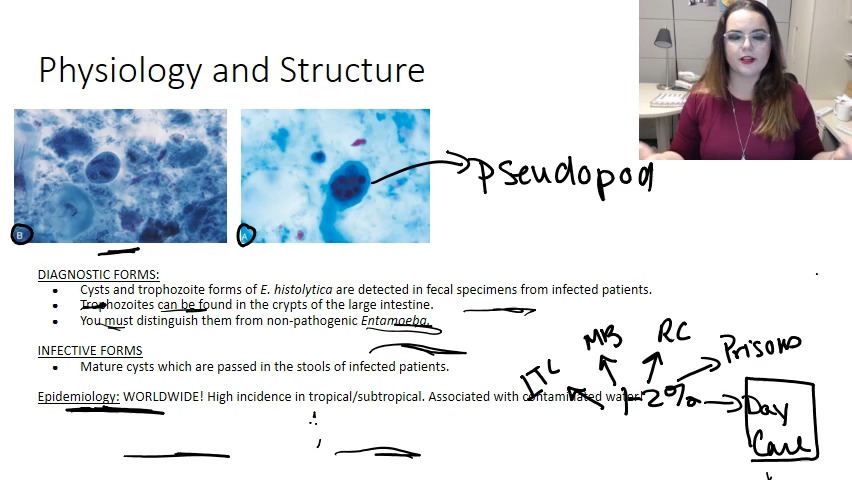 Physiology and Structure
B
A
pseudopod
DIAGNOSTIC FORMS:
• Cysts and trophozoite forms of E. histolytica are detected in fecal specimens from infected patients.
• Trophozoites can be found in the crypts of the large intestine.
• You must distinguish them from non-pathogenic Entamoeba.
INFECTIVE FORMS
• Mature cysts which are passed in the stools of infected patients.
Epidemiology: WORLDWIDE! High incidence in tropical/subtropical. Associated with contaminated water!
MB
RC
Prisons
1-2%
Day
Care